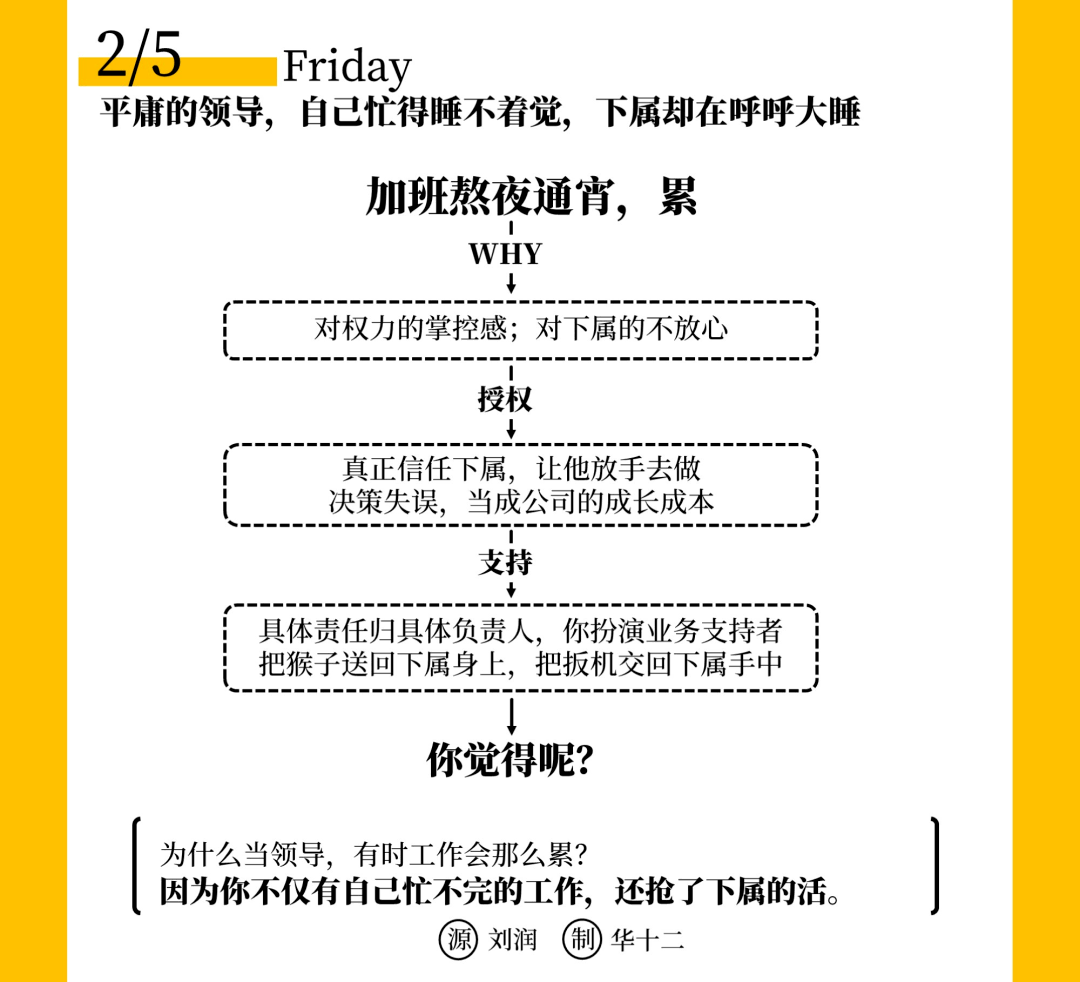 2/5 Friday
平庸的领导，自己忙得睡不着觉，下属却在呼呼大睡
加班熬夜通宵，累
WHY
对权力的掌控感；对下属的不放心
授权
真正信任下属，让他放手去做
决策失误，当成公司的成长成本
支持
具体责任归具体负责人，你扮演业务支持者
把猴子送回下属身上，把扳机交回下属手中
你觉得呢？
为什么当领导，有时工作会那么累？
因为你不仅有自己忙不完的工作，还抢了下属的活。
源 刘润 制 华十二